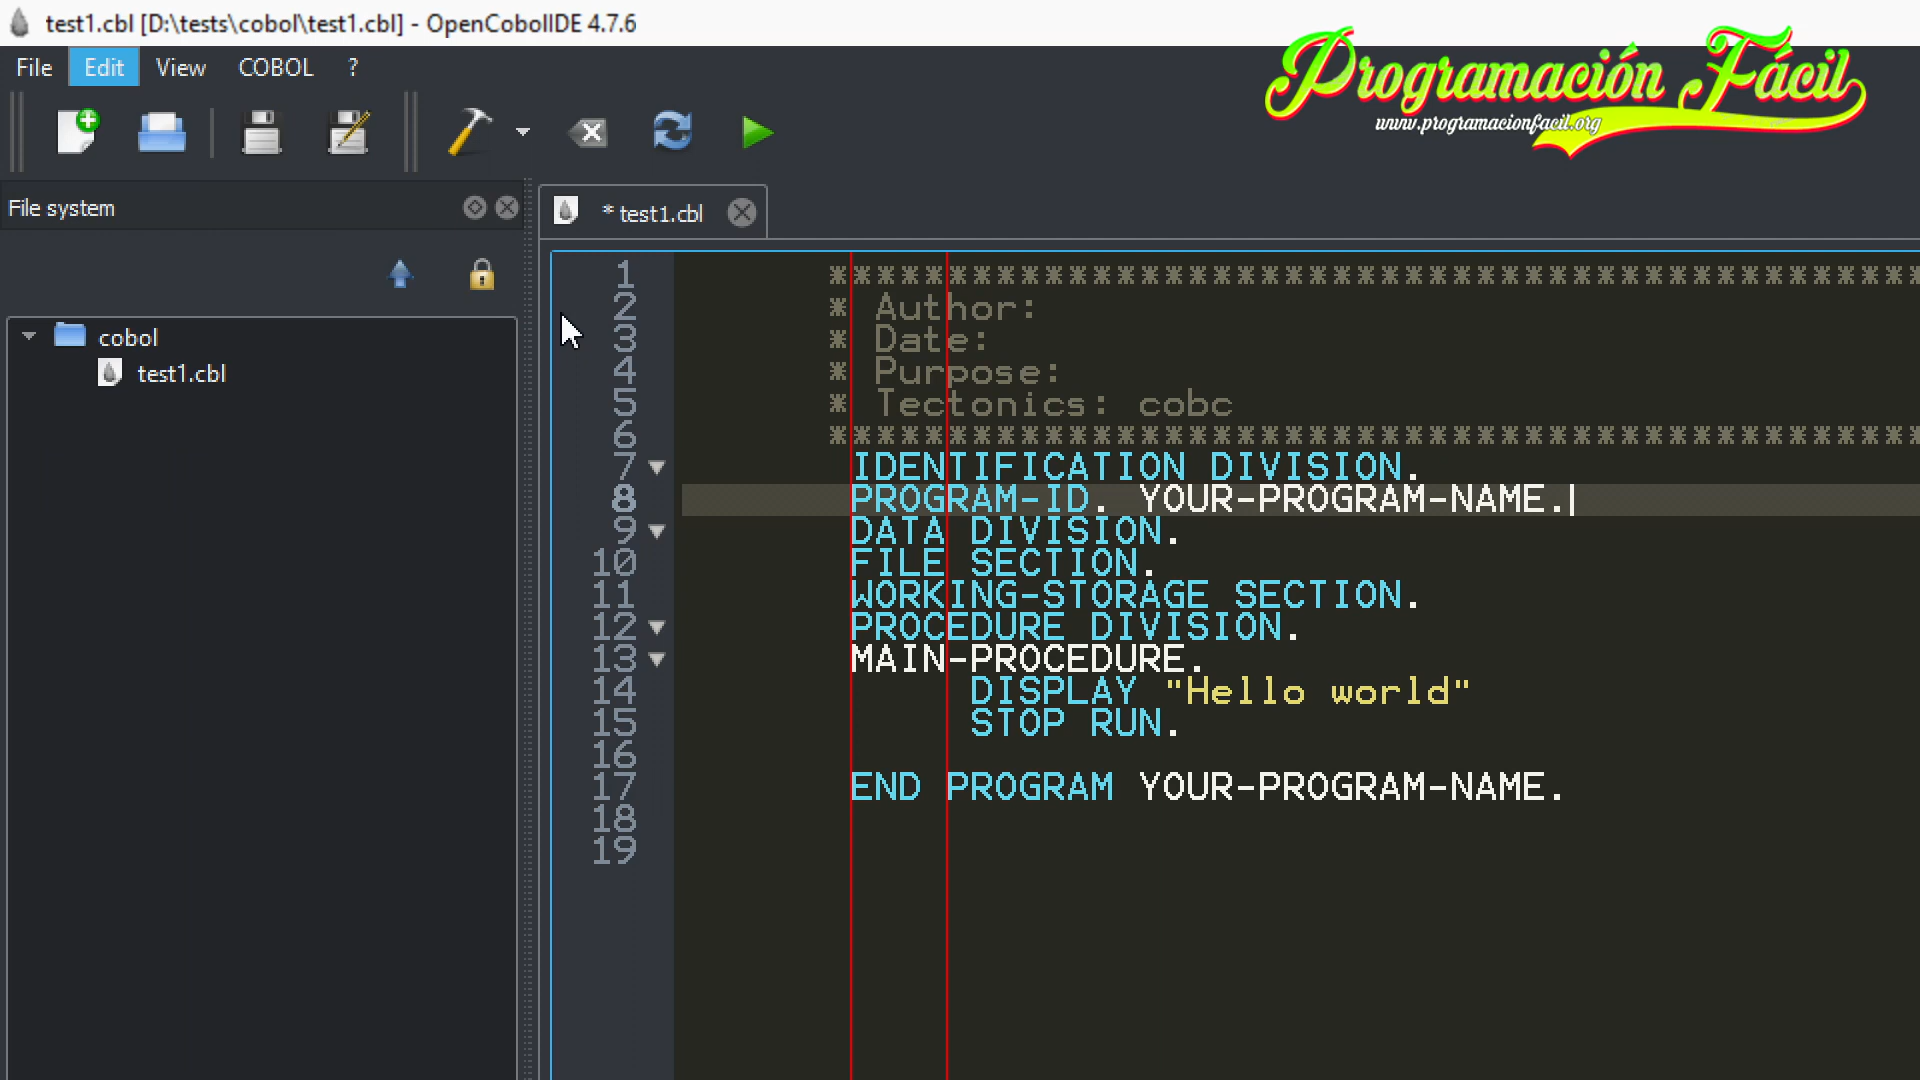 test1.cbl [D:\tests\cobol\test1.cbl] - OpenCobolIDE 4.7.6
File Edit View COBOL ?
Programación Fácil
www.programacionfacil.org
File system
* test1.cbl
cobol
test1.cbl
1 *********************************************
2 * Author:
3 * Date:
4 * Purpose:
5 * Tectonics: cobc
6 *********************************************
7 IDENTIFICATION DIVISION.
8 PROGRAM-ID. YOUR-PROGRAM-NAME.
9 DATA DIVISION.
10 FILE SECTION.
11 WORKING-STORAGE SECTION.
12 PROCEDURE DIVISION.
13 MAIN-PROCEDURE.
14 DISPLAY "Hello world"
15 STOP RUN.
16
17 END PROGRAM YOUR-PROGRAM-NAME.
18
19